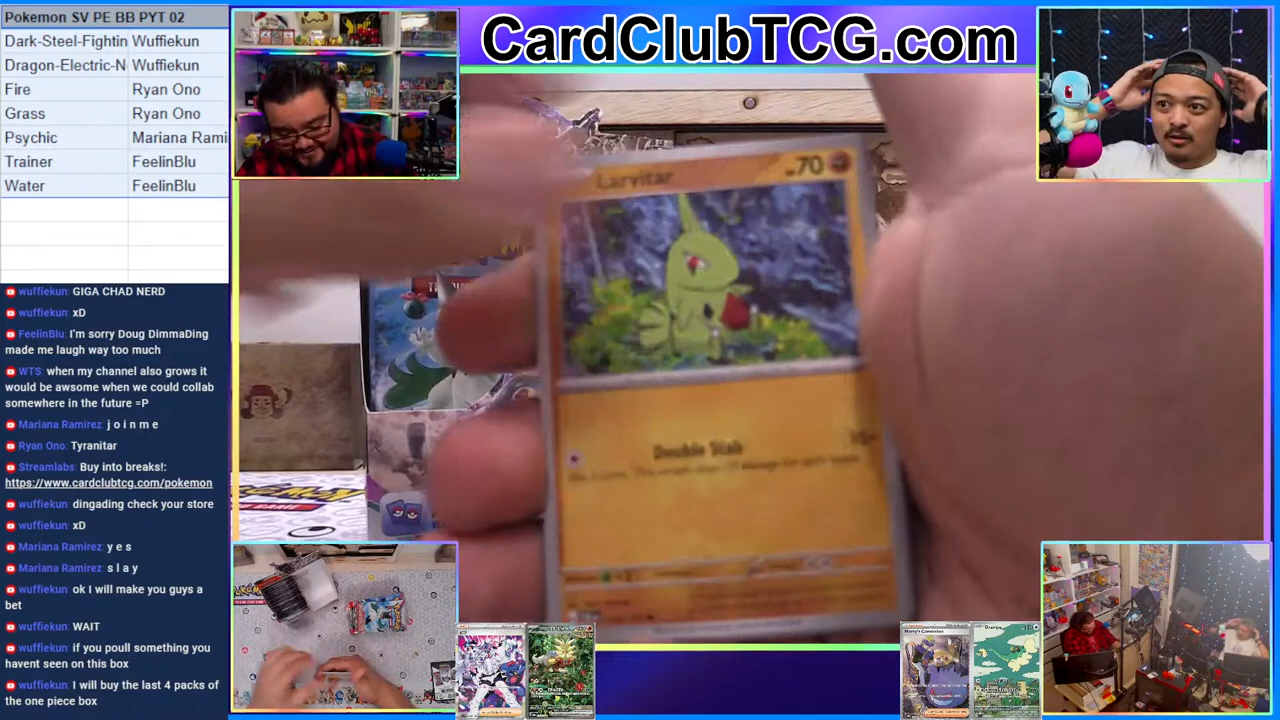 Pokemon SV PE BB PYT 02
Dark-Steel-Fightin Wuffiekun
Dragon-Electric-N Wuffiekun
Fire Ryan Ono
Grass Ryan Ono
Psychic Mariana Rami
Trainer FeelinBlu
Water FeelinBlu
wuffiekun: GIGA CHAD NERD
wuffiekun: xD
FeelinBlu: I'm sorry Doug DimmaDing
made me laugh way too much
WTS: when my channel also grows it
would be awsome when we could collab
somewhere in the future =P
Mariana Ramirez: j o i n m e
Ryan Ono: Tyranitar
Streamlabs: Buy into breaks!:
https://www.cardclubtcg.com/pokemon
wuffiekun: dingading check your store
wuffiekun: xD
Mariana Ramirez: y e s
Mariana Ramirez: s l a y
wuffiekun: ok I will make you guys a
bet
wuffiekun: WAIT
wuffiekun: if you poull something you
havent seen on this box
wuffiekun: I will buy the last 4 packs of
the one piece box
CardClubTCG.com
Larvitar 70
Double Stab